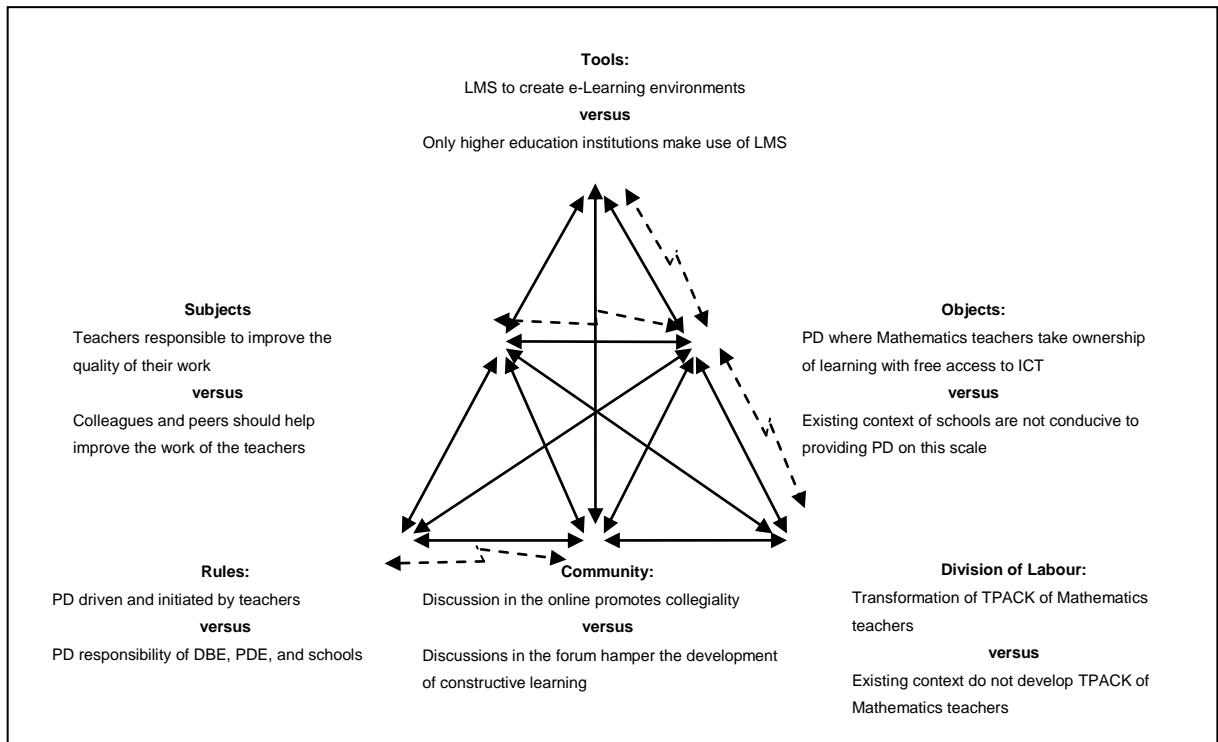 Tools:
LMS to create e-Learning environments
versus
Only higher education institutions make use of LMS
Subjects
Teachers responsible to improve the
quality of their work
versus
Colleagues and peers should help
improve the work of the teachers
Objects:
PD where Mathematics teachers take ownership
of learning with free access to ICT
versus
Existing context of schools are not conducive to
providing PD on this scale
Rules:
PD driven and initiated by teachers
versus
PD responsibility of DBE, PDE, and schools
Community:
Discussion in the online promotes collegiality
versus
Discussions in the forum hamper the development
of constructive learning
Division of Labour:
Transformation of TPACK of Mathematics
teachers
versus
Existing context do not develop TPACK of
Mathematics teachers